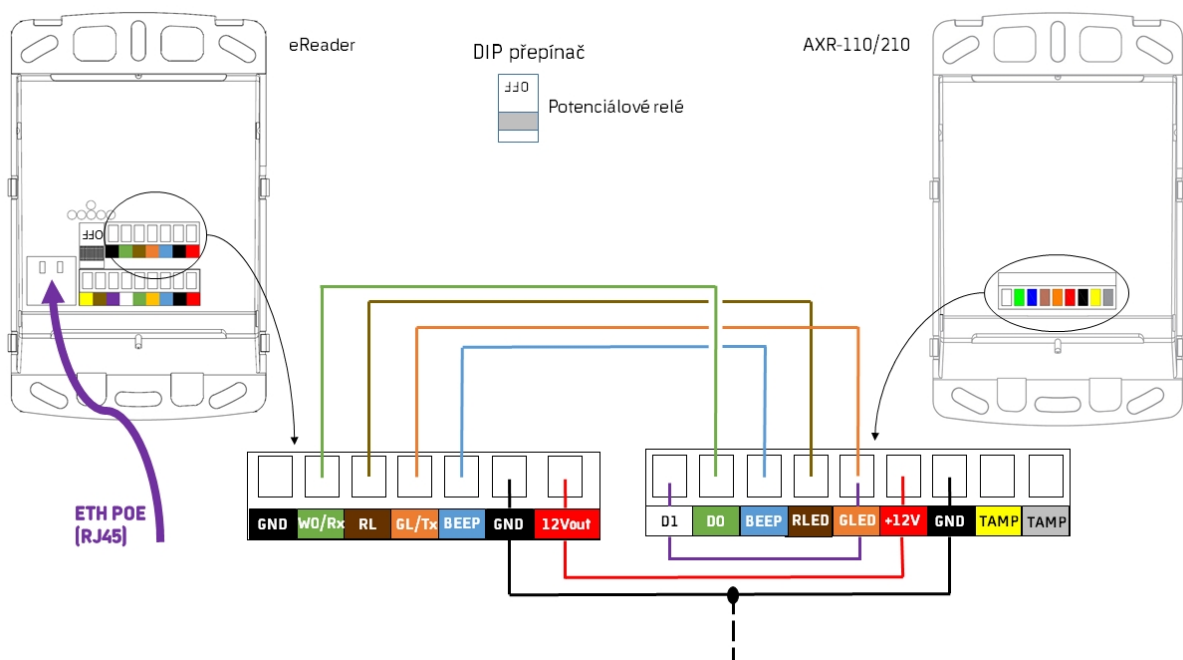 eReader
DIP přepínač
AXR-110/210
OFF
Potenciálové relé
OFF
ETH POE
(RJ45)
GND W0/Rx RL GL/Tx BEEP GND 12Vout
D1 D0 BEEP RLED GLED +12V GND TAMP TAMP